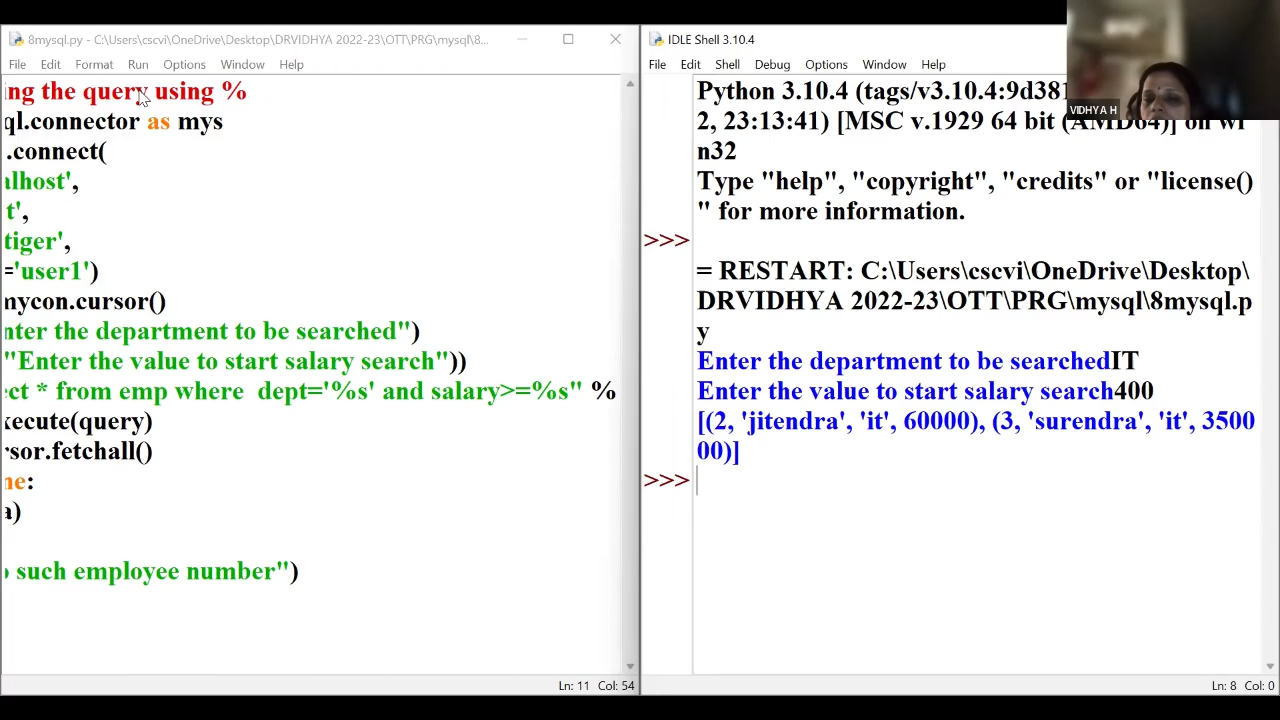 8mysql.py - C:\Users\cscvi\OneDrive\Desktop\DRVIDHYA 2022-23\OTT\PRG\mysql\8...
File Edit Format Run Options Window Help
ing the query using %
ql.connector as mys
.connect(
alhost',
t',
tiger',
='user1')
mycon.cursor()
nter the department to be searched")
"Enter the value to start salary search"))
ect * from emp where dept='%s' and salary>=%s" %
xecute(query)
rsor.fetchall()
ne:
a)
o such employee number")
Ln: 11 Col: 54
IDLE Shell 3.10.4
File Edit Shell Debug Options Window Help
Python 3.10.4 (tags/v3.10.4:9d381
2, 23:13:41) [MSC v.1929 64 bit (AMD64)] on wi
n32
Type "help", "copyright", "credits" or "license()
" for more information.
>>>
= RESTART: C:\Users\cscvi\OneDrive\Desktop\
DRVIDHYA 2022-23\OTT\PRG\mysql\8mysql.p
y
Enter the department to be searchedIT
Enter the value to start salary search400
[(2, 'jitendra', 'it', 60000), (3, 'surendra', 'it', 3500
00)]
>>>
Ln: 8 Col: 0
VIDHYA H